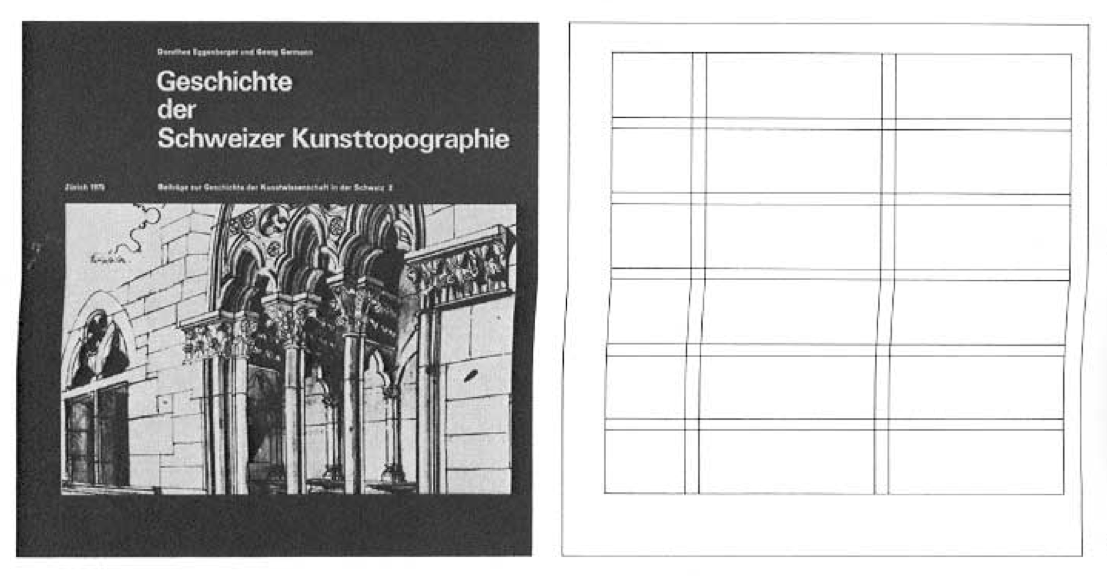 Dorothea Eggenberger und Georg Germann
Geschichte
der
Schweizer Kunsttopographie
Zürich 1975 Beiträge zur Geschichte der Kunstwissenschaft in der Schweiz 2